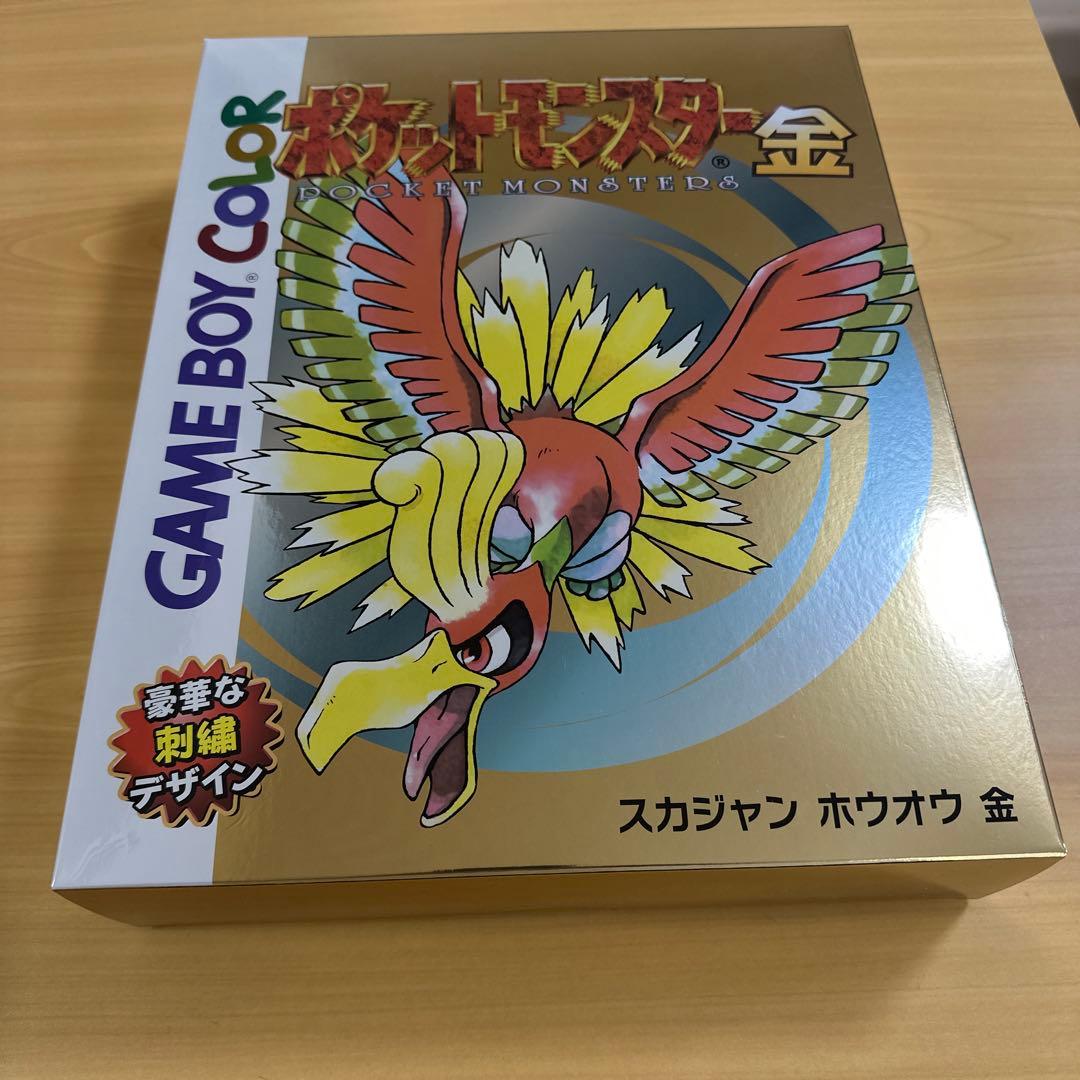 ポケットモンスター金
POCKET MONSTERS®
GAME BOY® COLOR
豪華な
刺繍
デザイン
スカジャン ホウオウ 金